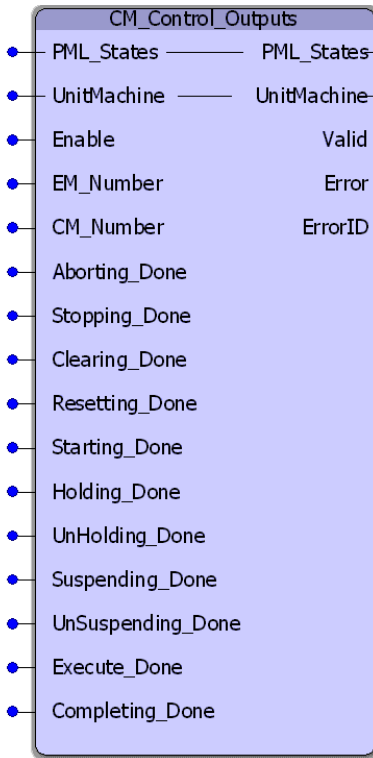 CM_Control_Outputs
PML_States PML_States
UnitMachine UnitMachine
Enable Valid
EM_Number Error
CM_Number ErrorID
Aborting_Done
Stopping_Done
Clearing_Done
Resetting_Done
Starting_Done
Holding_Done
UnHolding_Done
Suspending_Done
UnSuspending_Done
Execute_Done
Completing_Done